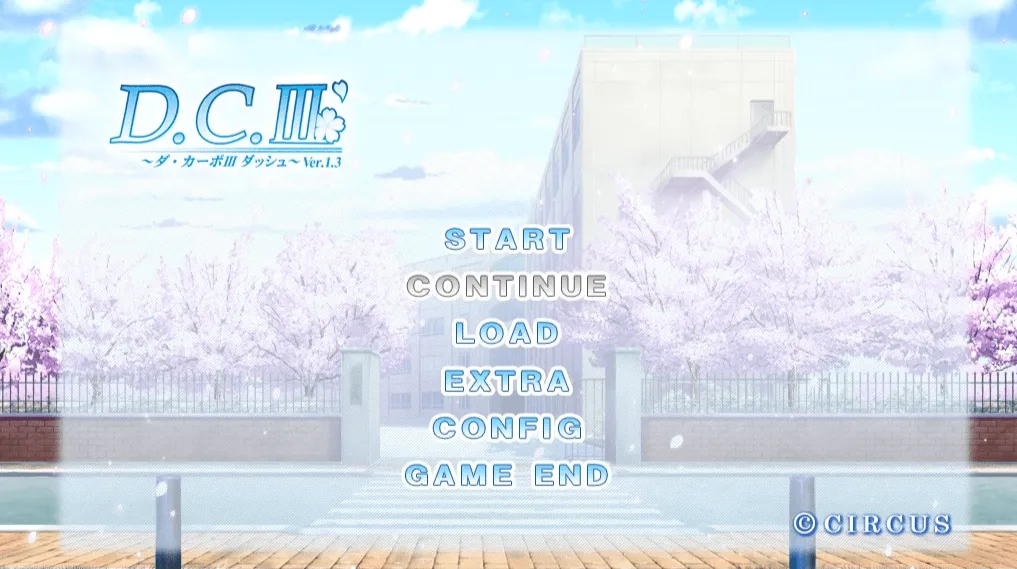 D.C.III
～ダ・カーポIII ダッシュ～ Ver.1.3
START
CONTINUE
LOAD
EXTRA
CONFIG
GAME END
© CIRCUS